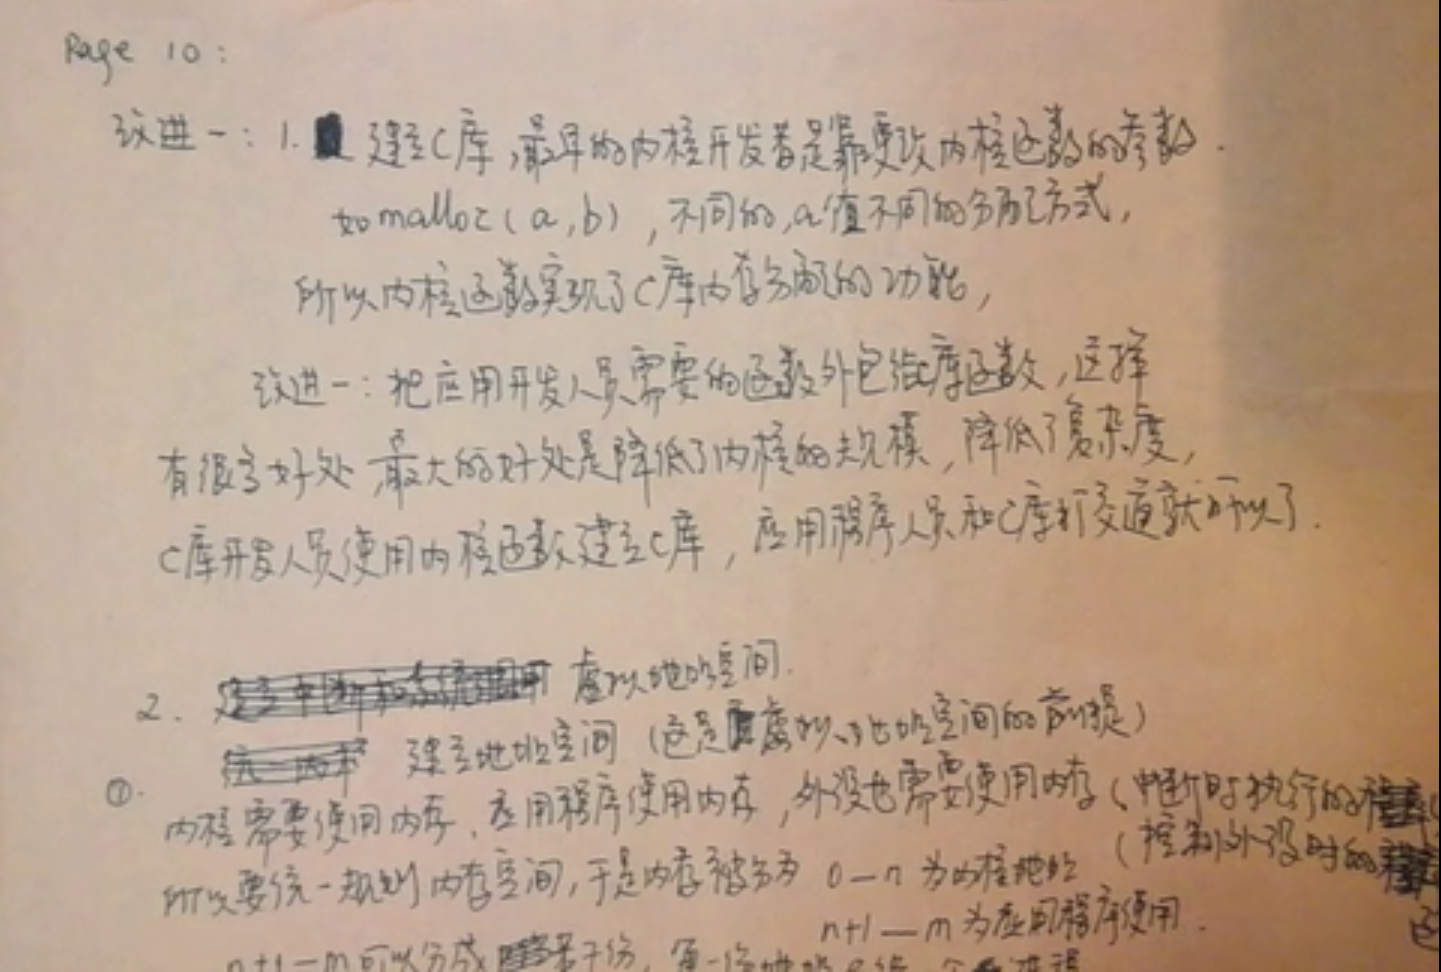 Page 10:
改进一: 1. 建立C库,最早的内核开发者是靠更改内核函数的参数.
如malloc(a,b),不同的,a值不同的分配方式,
所以内核函数实现了C库内存分配的功能,
改进一:把应用开发人员需要的函数外包给C库函数,这样
有很多好处,最大的好处是降低了内核的规模,降低了复杂度,
C库开发人员使用内核函数建立C库,应用程序人员和C库打交道就可以了.
2. 虚拟地址空间.
建立地址空间(这是虚拟地址空间的前提)
①.
内核需要使用内存、应用程序使用内存,外设也需要使用内存(中断时执行的
(控制外设时的
所以要统一规划内存空间,于是内存被分为 0—n 为内核地址
n+1—m 为应用程序使用.
n+1—m可以分成若干份,每一份地址